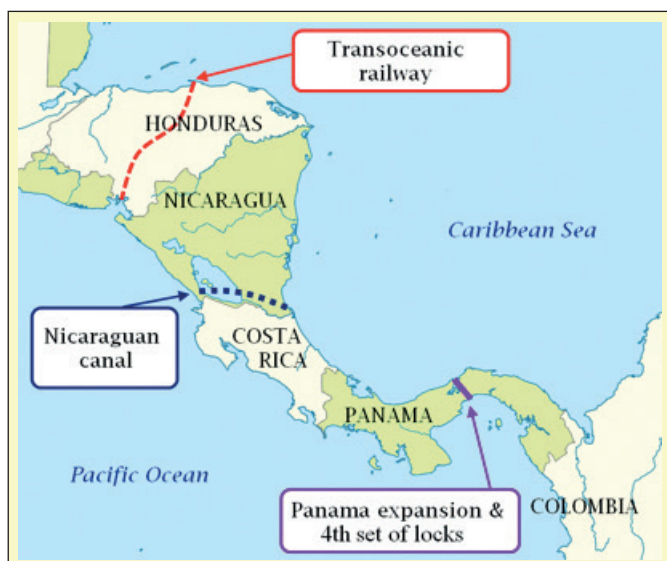 Transoceanic
railway
HONDURAS
NICARAGUA
Caribbean Sea
Nicaraguan
canal
COSTA
RICA
PANAMA
Pacific Ocean
Panama expansion &
4th set of locks
COLOMBIA